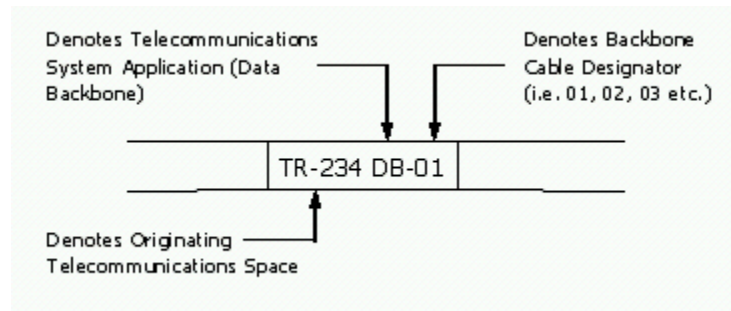 Denotes Telecommunications
System Application (Data
Backbone)
Denotes Backbone
Cable Designator
(i.e. 01, 02, 03 etc.)
TR-234 DB-01
Denotes Originating
Telecommunications Space